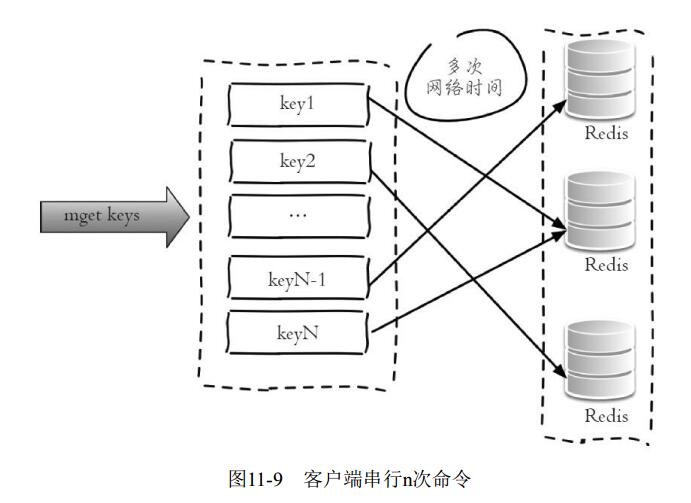 多次
网络时间
key1
key2
...
keyN-1
keyN
mget keys
Redis
Redis
Redis
图11-9 客户端串行n次命令